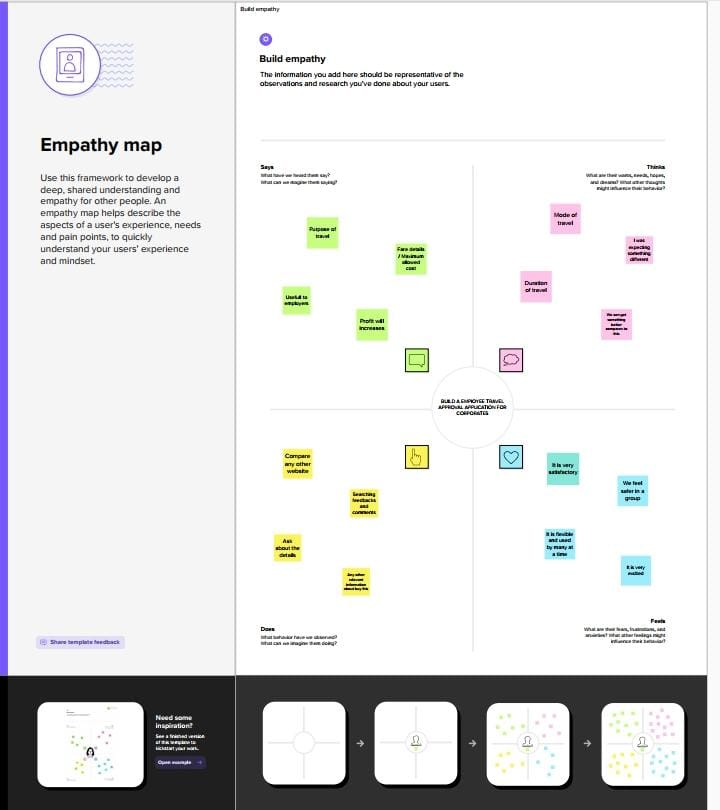 Build empathy
Build empathy
The information you add here should be representative of the
observations and research you've done about your users.
Empathy map
Use this framework to develop a
deep, shared understanding and
empathy for other people. An
empathy map helps describe the
aspects of a user's experience, needs
and pain points, to quickly
understand your users' experience
and mindset.
Says
What have we heard them say?
What can we imagine them saying?
Thinks
What are their wants, needs, hopes,
and dreams? What other thoughts
might influence their behavior?
Purpose of
travel
Fare details
/ Maximum
allowed
cost
Useful to
employers
Profit will
increases
Mode of
travel
I was
expecting
something
different
Duration
of travel
We can get
something
better
compare to
this
BUILD A EMPLOYEE TRAVEL
APPROVAL APPLICATION FOR
CORPORATES
Compare
any other
website
Searching
feedbacks
and
comments
Ask
about the
details
Any other
relevant
information
about buy this
It is very
satisfactory
We feel
safer in a
group
It is flexible
and used
by many at
a time
It is very
excited
Does
What behavior have we observed?
What can we imagine them doing?
Feels
What are their fears, frustrations, and
anxieties? What other feelings might
influence their behavior?
Share template feedback
Need some
inspiration?
See a finished version
of this template to
kickstart your work.
Open example